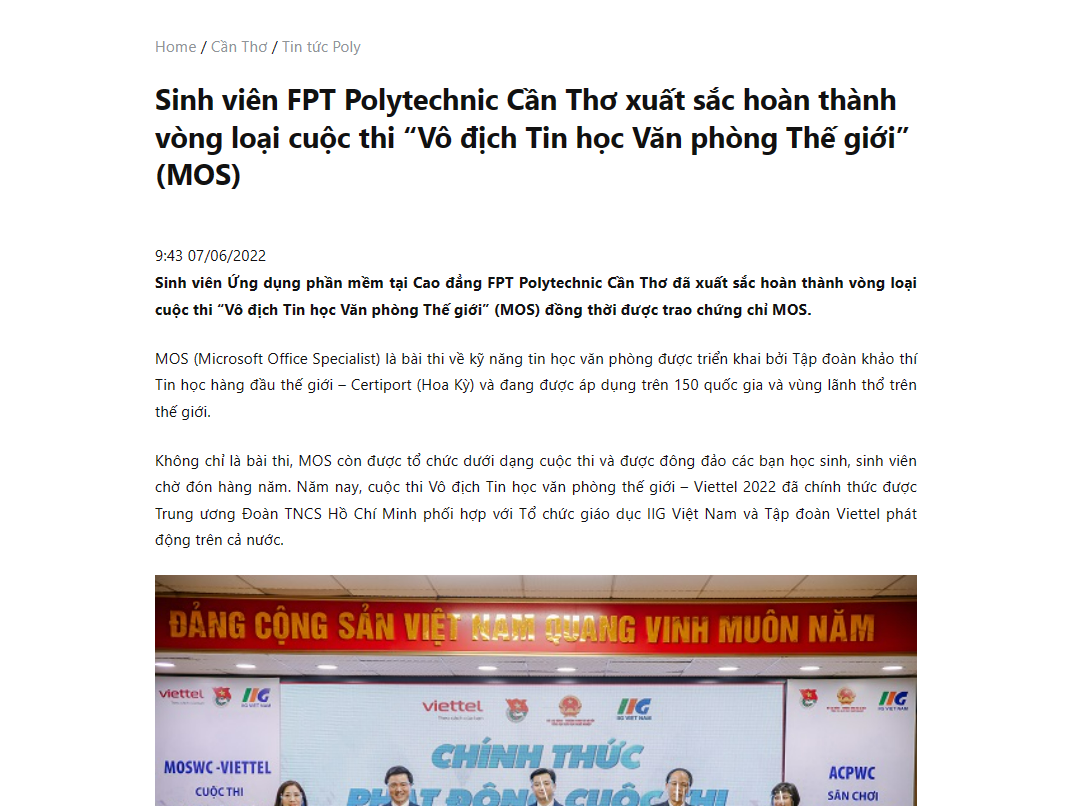 Home / Cần Thơ / Tin tức Poly
Sinh viên FPT Polytechnic Cần Thơ xuất sắc hoàn thành
vòng loại cuộc thi “Vô địch Tin học Văn phòng Thế giới”
(MOS)
9:43 07/06/2022
Sinh viên Ứng dụng phần mềm tại Cao đẳng FPT Polytechnic Cần Thơ đã xuất sắc hoàn thành vòng loại
cuộc thi “Vô địch Tin học Văn phòng Thế giới” (MOS) đồng thời được trao chứng chỉ MOS.
MOS (Microsoft Office Specialist) là bài thi về kỹ năng tin học văn phòng được triển khai bởi Tập đoàn khảo thí
Tin học hàng đầu thế giới – Certiport (Hoa Kỳ) và đang được áp dụng trên 150 quốc gia và vùng lãnh thổ trên
thế giới.
Không chỉ là bài thi, MOS còn được tổ chức dưới dạng cuộc thi và được đông đảo các bạn học sinh, sinh viên
chờ đón hàng năm. Năm nay, cuộc thi Vô địch Tin học văn phòng thế giới – Viettel 2022 đã chính thức được
Trung ương Đoàn TNCS Hồ Chí Minh phối hợp với Tổ chức giáo dục IIG Việt Nam và Tập đoàn Viettel phát
động trên cả nước.
ĐẢNG CỘNG SẢN VIỆT NAM QUANG VINH MUÔN NĂM
viettel IIG VIET NAM
viettel IIG VIET NAM
IIG VIET NAM
CHÍNH THỨC
PHÁT ĐỘNG CUỘC THI
MOSWC -VIETTEL
CUỘC THI
ACPWC
SÂN CHƠI